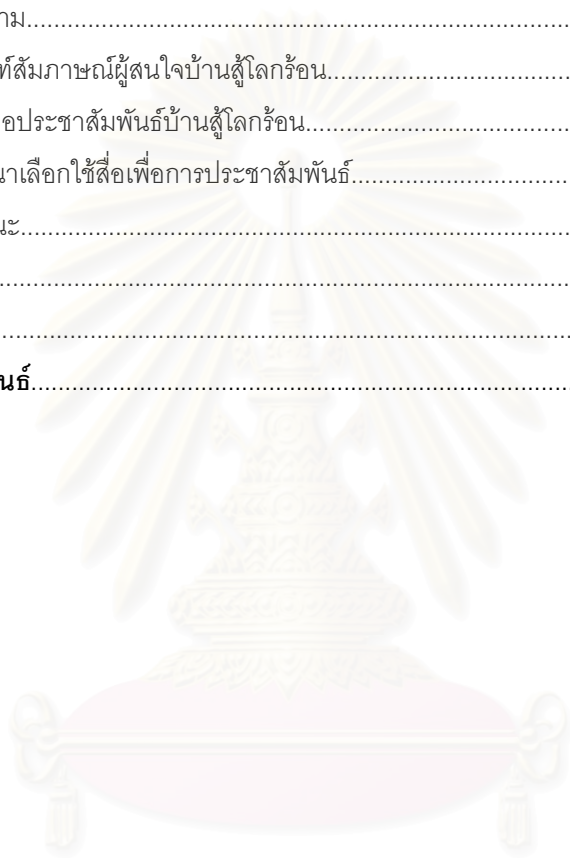 าม..........................................................................................
ท์สัมภาษณ์ผู้สนใจบ้านสู้โลกร้อน.....................................
อประชาสัมพันธ์บ้านสู้โลกร้อน........................................
นาเลือกใช้สื่อเพื่อการประชาสัมพันธ์.................................
นะ..........................................................................................
..............................................................................................
..............................................................................................
นธ์..........................................................................................